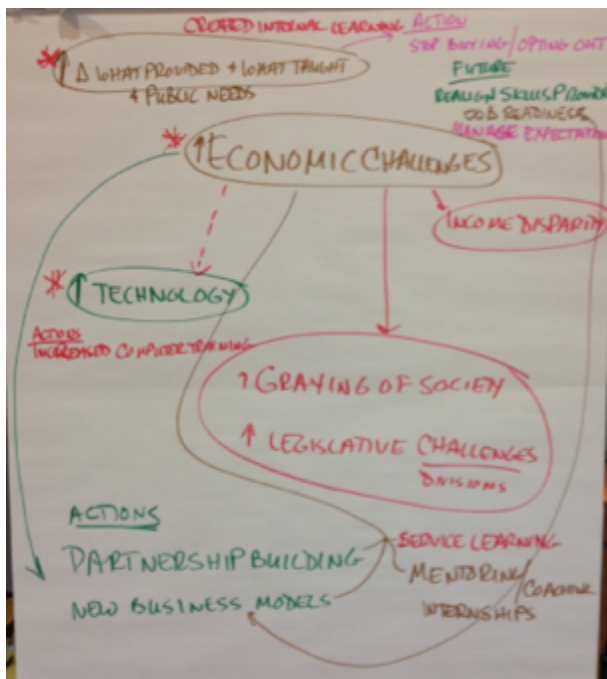 CREATED INTERNAL LEARNING ACTION
STOP BUYING/OPTING OUT
↑ Δ WHAT PROVIDED + WHAT TAUGHT
+ PUBLIC NEEDS
FUTURE
REALIGN SKILLS
JOB READINESS
MANAGE
↑ ECONOMIC CHALLENGES
INCOME DISPARITY
↑ TECHNOLOGY
ACTIONS
INCREASED COMPUTER TRAINING
↑ GRAYING OF SOCIETY
↑ LEGISLATIVE CHALLENGES
DIVISIONS
ACTIONS
PARTNERSHIP BUILDING
SERVICE LEARNING
MENTORING/COACHING
NEW BUSINESS MODELS
INTERNSHIPS